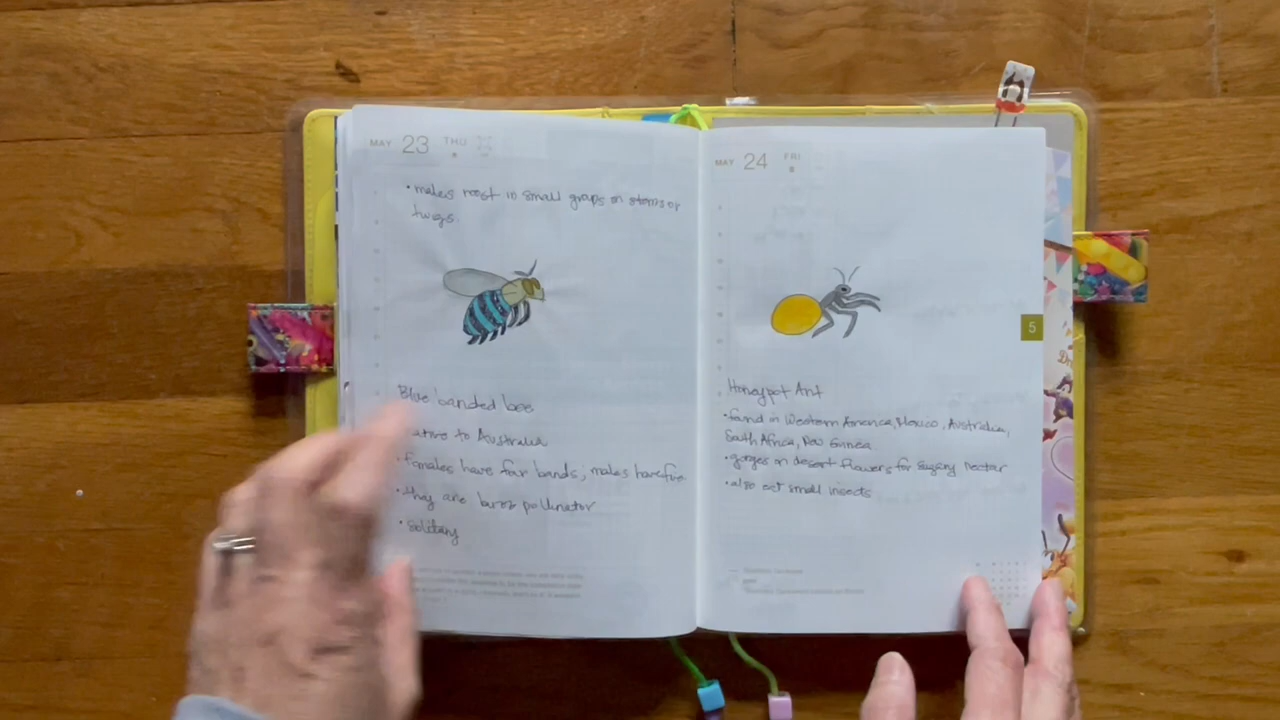 MAY 23 THU
• males roost in small groups on stems or
twigs.
Blue banded bee
native to Australia
• females have four bands; males have five
• they are buzz pollinator
• solitary
MAY 24 FRI
Honeypot Ant
• found in Western America, Mexico, Australia,
South Africa, New Guinea.
• gorges on desert flowers for sugary nectar
• also eat small insects
5